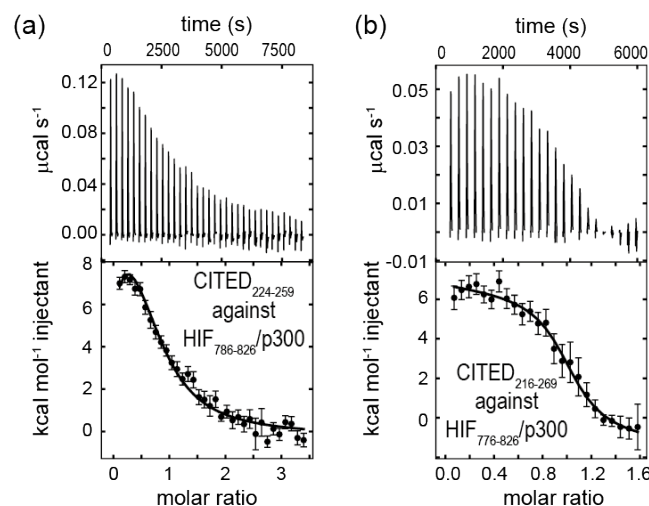 (a)
time (s)
0 2500 5000 7500
μcal s⁻¹
0.12
0.08
0.04
0.00
kcal mol⁻¹ injectant
8
6
4
2
0
CITED₂₂₄₋₂₅₉
against
HIF₇₈₆₋₈₂₆/p300
0 1 2 3
molar ratio
(b)
time (s)
0 2000 4000 6000
μcal s⁻¹
0.05
0.03
0.01
-0.01
kcal mol⁻¹ injectant
6
4
2
0
CITED₂₁₆₋₂₆₉
against
HIF₇₇₆₋₈₂₆/p300
0.0 0.4 0.8 1.2 1.6
molar ratio